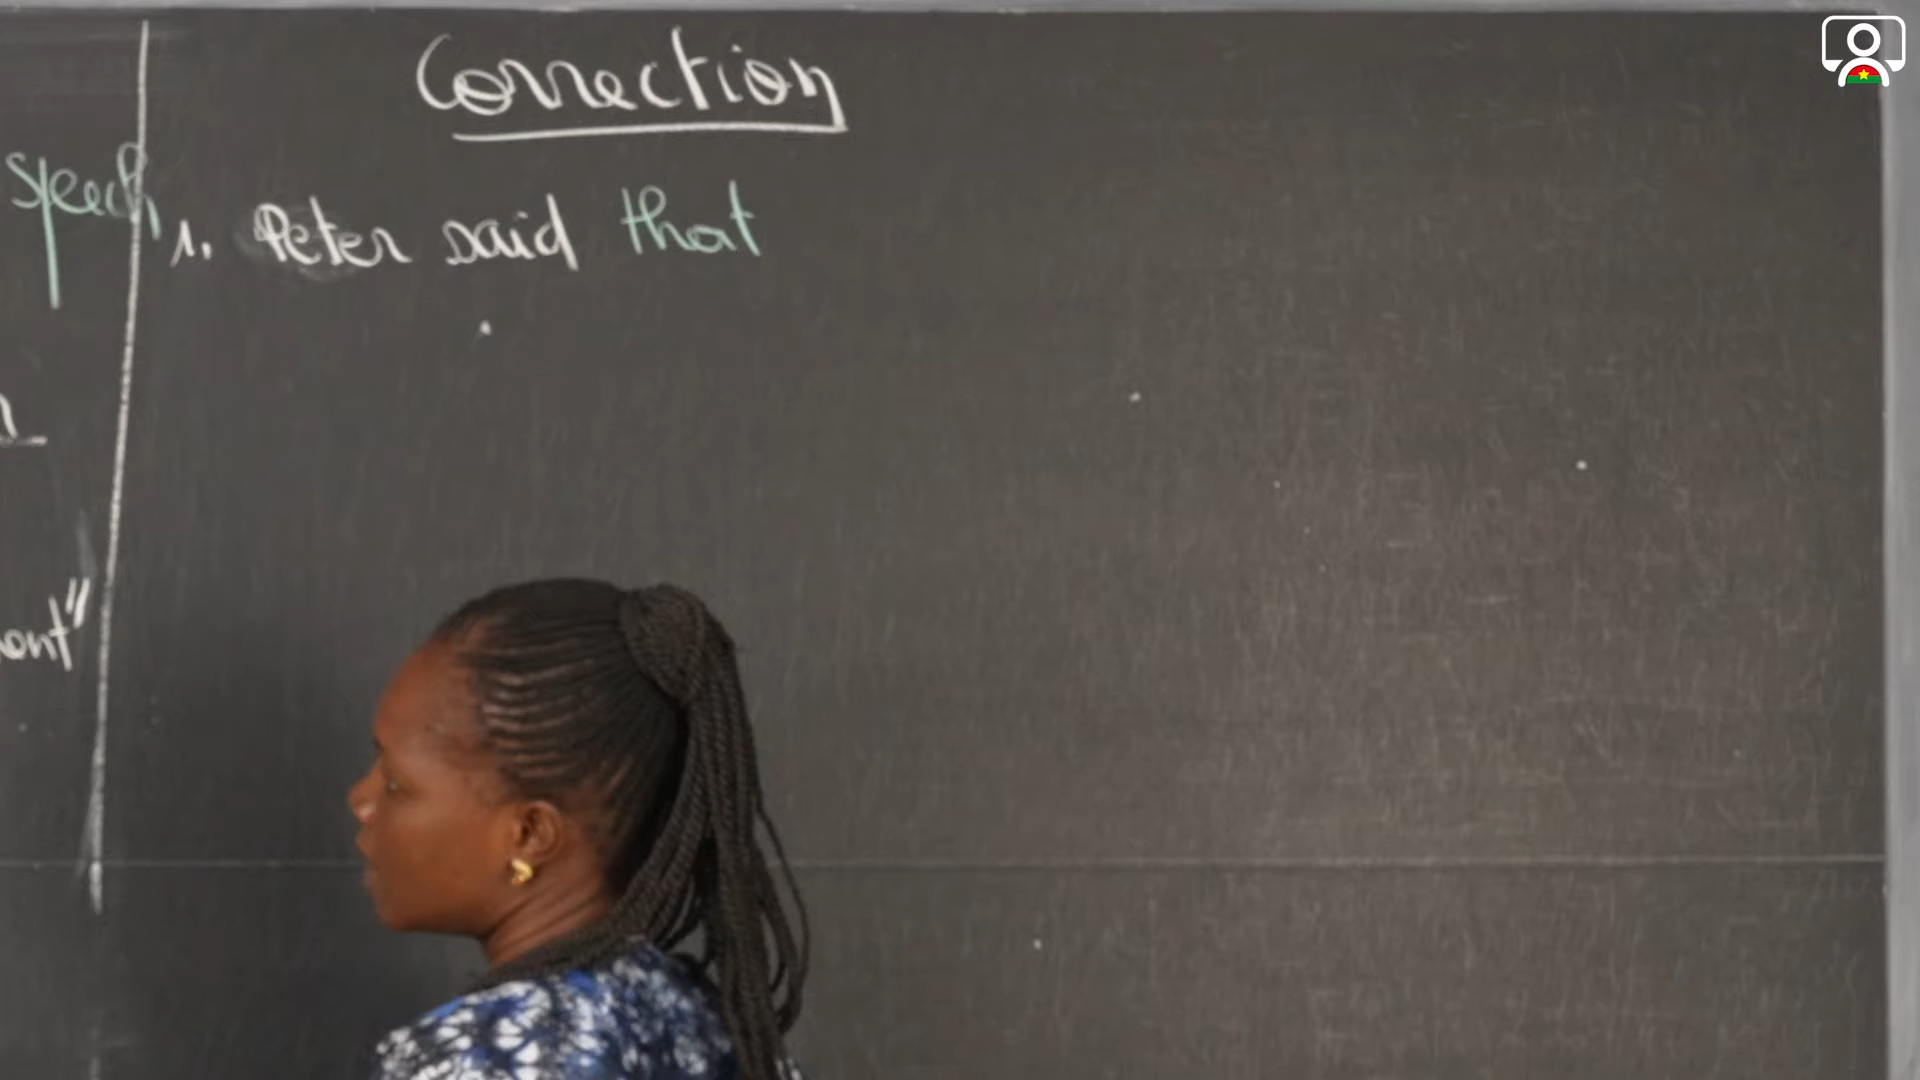 Correction
speech
1. Peter said that